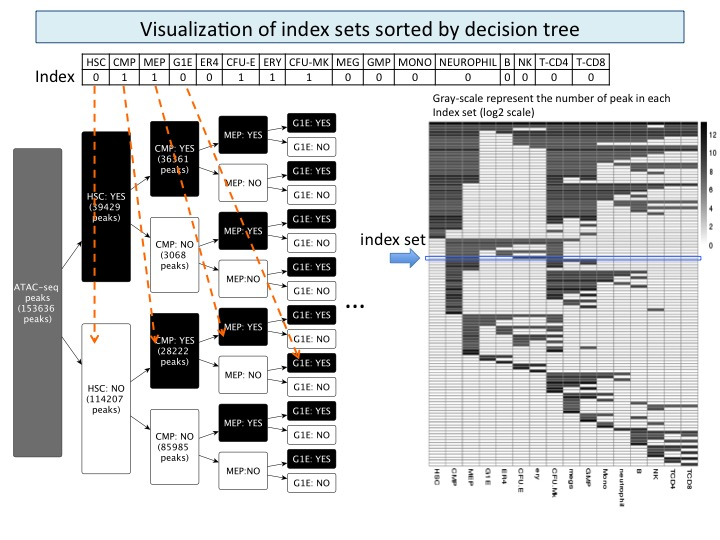 Visualization of index sets sorted by decision tree
HSC CMP MEP G1E ER4 CFU-E ERY CFU-MK MEG GMP MONO NEUROPHIL B NK T-CD4 T-CD8
Index 0 1 1 0 0 1 1 1 0 0 0 0 0 0 0 0
Gray-scale represent the number of peak in each
Index set (log2 scale)
ATAC-seq
peaks
(153636
peaks)
HSC: YES
(39429
peaks)
HSC: NO
(114207
peaks)
CMP: YES
(36361
peaks)
CMP: NO
(3068
peaks)
CMP: YES
(28222
peaks)
CMP: NO
(85985
peaks)
MEP: YES
MEP: NO
MEP: YES
MEP:NO
MEP: YES
MEP: NO
MEP: YES
MEP:NO
G1E: YES
G1E: NO
G1E: YES
G1E: NO
G1E: YES
G1E: NO
G1E: YES
G1E: NO
G1E: YES
G1E: NO
G1E: YES
G1E: NO
G1E: YES
G1E: NO
G1E: YES
G1E: NO
...
index set
12
10
8
6
4
2
0
HSC
CMP
MEP
G1E
ER4
CFU.E
ery
CFU.Mk
megs
GMP
Mono
neutrophil
B
NK
TCD4
TCD8